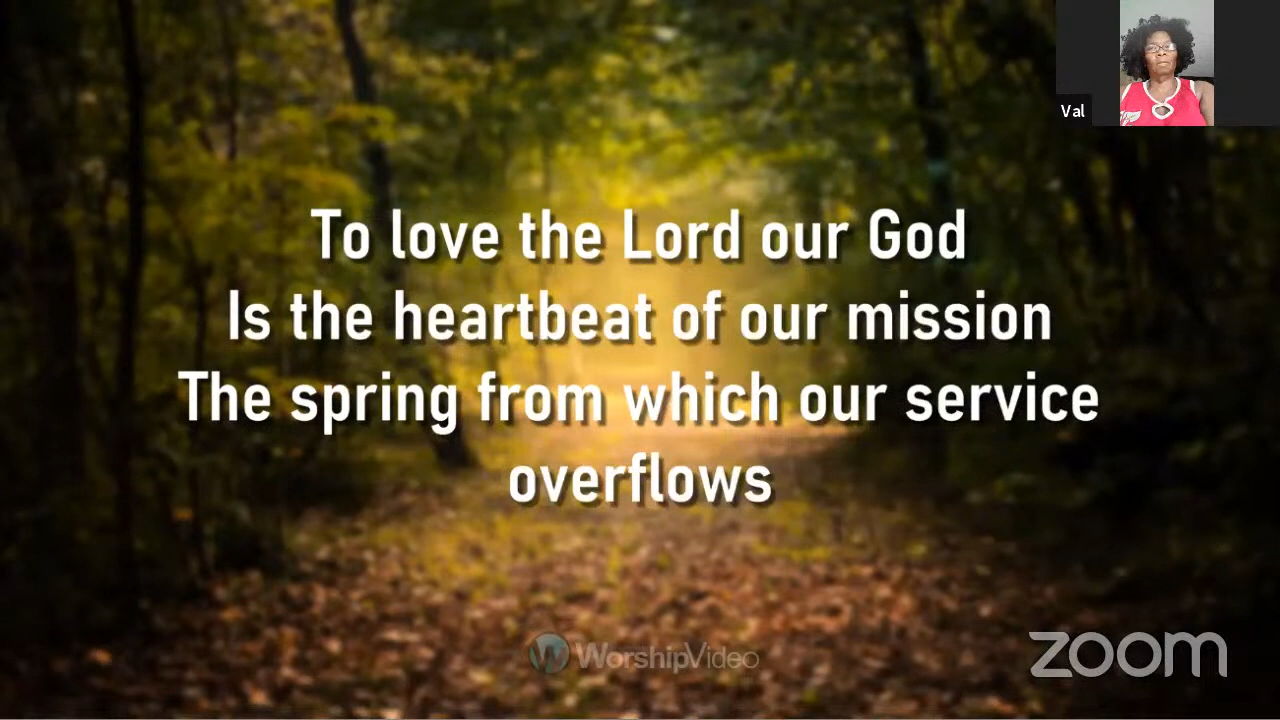 Val
To love the Lord our God
Is the heartbeat of our mission
The spring from which our service
overflows
WorshipVideo
zoom